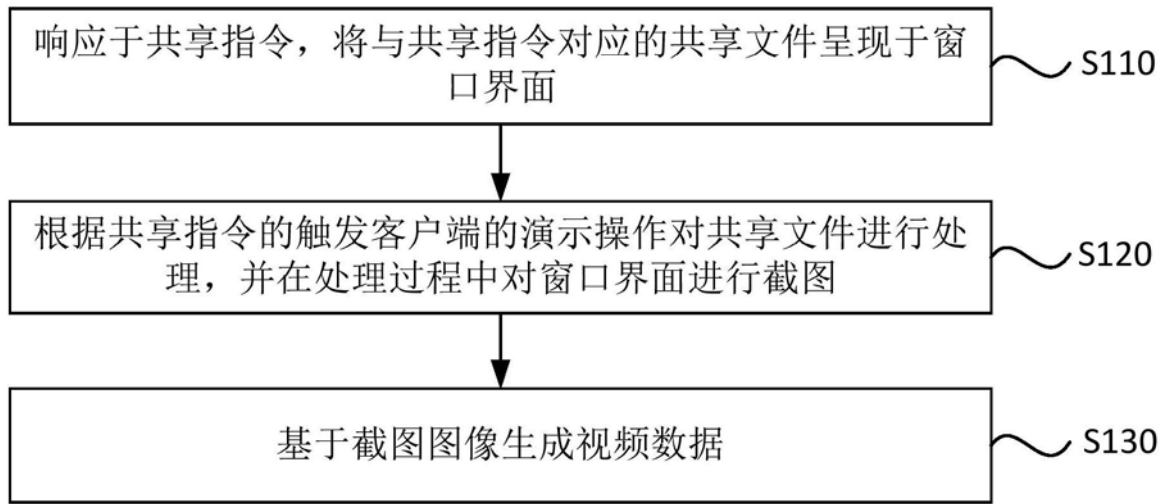 响应于共享指令，将与共享指令对应的共享文件呈现于窗
口界面
S110
根据共享指令的触发客户端的演示操作对共享文件进行处
理，并在处理过程中对窗口界面进行截图
S120
基于截图图像生成视频数据
S130